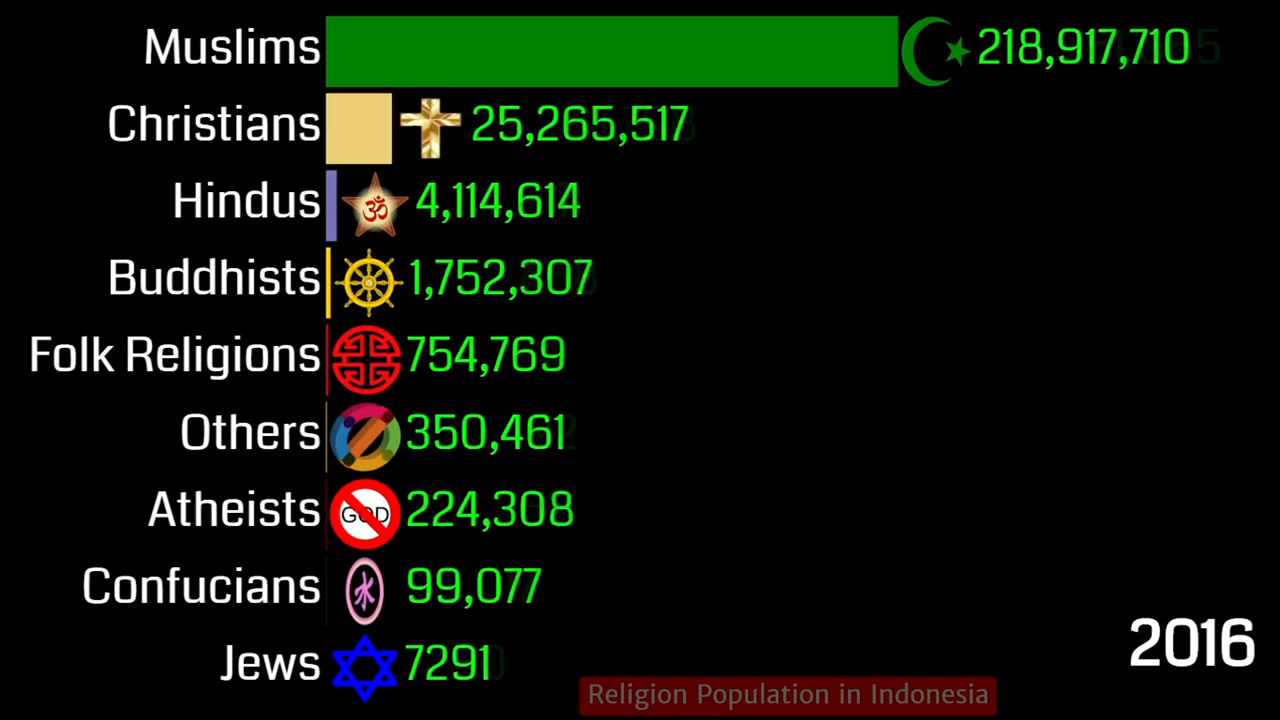 Muslims 218,917,710
Christians 25,265,517
Hindus ॐ 4,114,614
Buddhists 1,752,307
Folk Religions 754,769
Others 350,461
Atheists GOD 224,308
Confucians 99,077
Jews 7291
2016
Religion Population in Indonesia